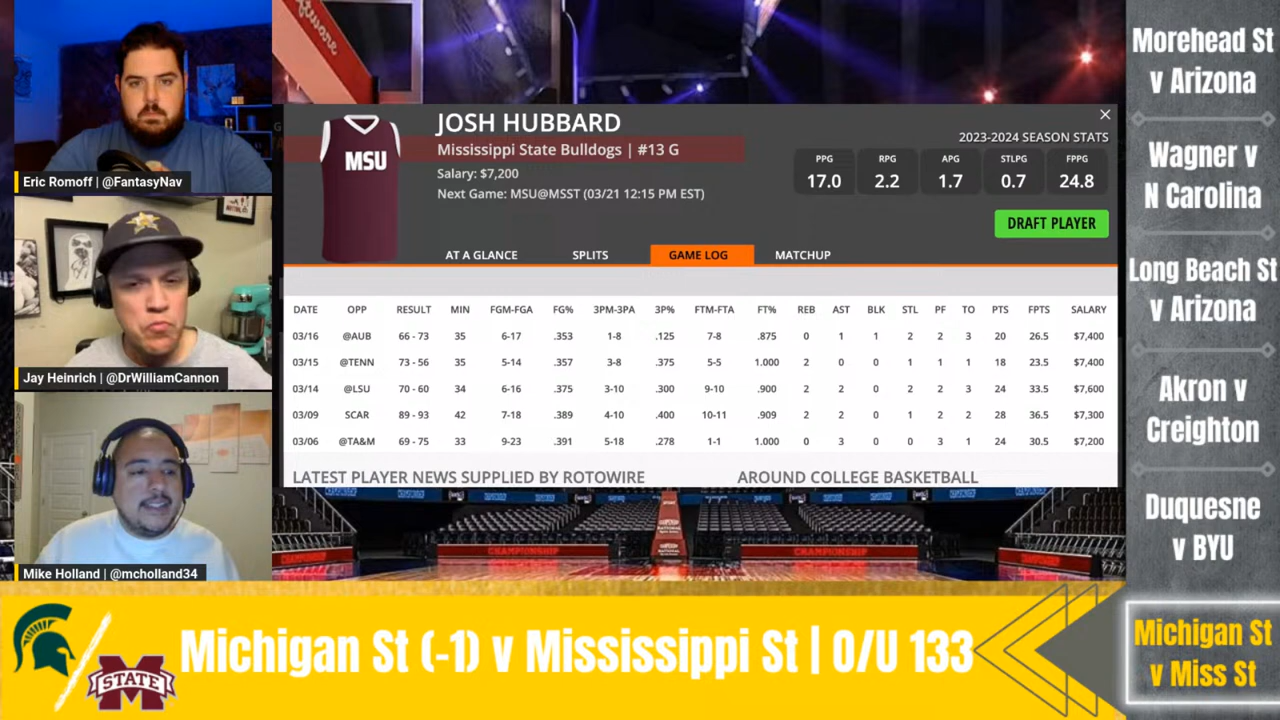 Eric Romoff | @FantasyNav
Jay Heinrich | @DrWilliamCannon
Mike Holland | @mcholland34
MSU
JOSH HUBBARD
Mississippi State Bulldogs | #13 G
Salary: $7,200
Next Game: MSU@MSST (03/21 12:15 PM EST)
2023-2024 SEASON STATS
PPG RPG APG STLPG FPPG
17.0 2.2 1.7 0.7 24.8
DRAFT PLAYER
AT A GLANCE SPLITS GAME LOG MATCHUP
DATE OPP RESULT MIN FGM-FGA FG% 3PM-3PA 3P% FTM-FTA FT% REB AST BLK STL PF TO PTS FPTS SALARY
03/16 @AUB 66 - 73 35 6-17 .353 1-8 .125 7-8 .875 0 1 1 2 2 3 20 26.5 $7,400
03/15 @TENN 73 - 56 35 5-14 .357 3-8 .375 5-5 1.000 2 0 0 1 1 1 18 23.5 $7,400
03/14 @LSU 70 - 60 34 6-16 .375 3-10 .300 9-10 .900 2 2 0 2 2 3 24 33.5 $7,600
03/09 SCAR 89 - 93 42 7-18 .389 4-10 .400 10-11 .909 2 2 0 1 2 2 28 36.5 $7,300
03/06 @TA&M 69 - 75 33 9-23 .391 5-18 .278 1-1 1.000 0 3 0 0 3 1 24 30.5 $7,200
LATEST PLAYER NEWS SUPPLIED BY ROTOWIRE AROUND COLLEGE BASKETBALL
CHAMPIONSHIP CHAMPIONSHIP
STATE
Michigan St (-1) v Mississippi St | O/U 133
Morehead St
v Arizona
Wagner v
N Carolina
Long Beach St
v Arizona
Akron v
Creighton
Duquesne
v BYU
Michigan St
v Miss St